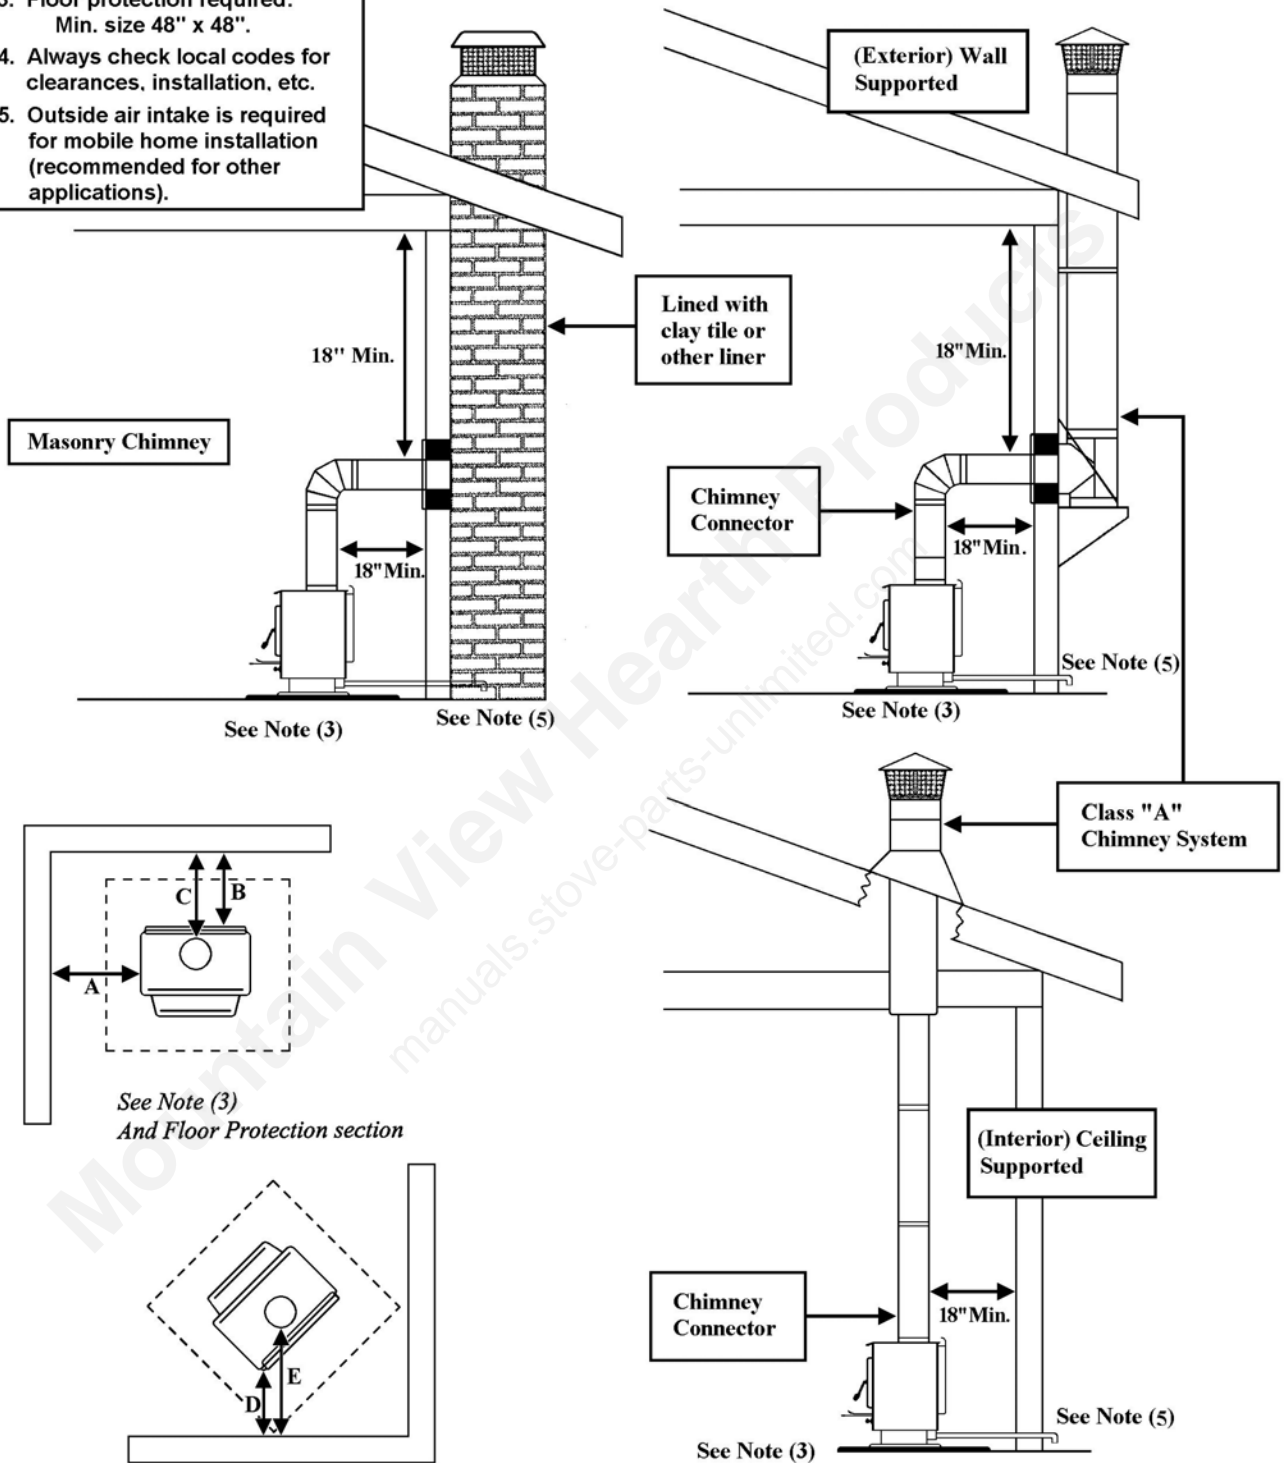 3. Floor protection required.
Min. size 48" x 48".
4. Always check local codes for
clearances, installation, etc.
5. Outside air intake is required
for mobile home installation
(recommended for other
applications).
(Exterior) Wall
Supported
Lined with
clay tile or
other liner
18" Min.
18"Min.
Masonry Chimney
Chimney
Connector
18"Min.
18"Min.
See Note (5)
See Note (3)
See Note (5)
See Note (3)
Class "A"
Chimney System
C
B
A
See Note (3)
And Floor Protection section
(Interior) Ceiling
Supported
Chimney
Connector
18"Min.
E
D
See Note (5)
See Note (3)
Mountain View Hearth Products
manuals.stove-parts-unlimited.com